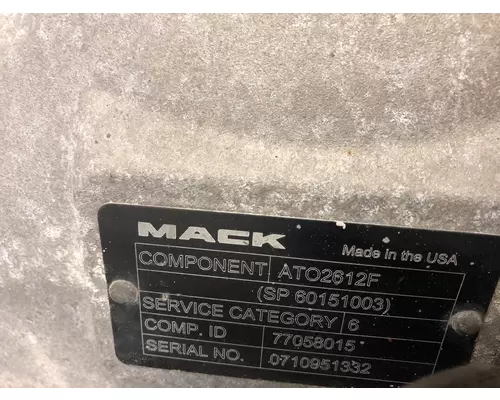 MACK
Made in the USA
COMPONENT ATO2612F
(SP 60151003)
SERVICE CATEGORY 6
COMP. ID 77058015
SERIAL NO. 0710951332